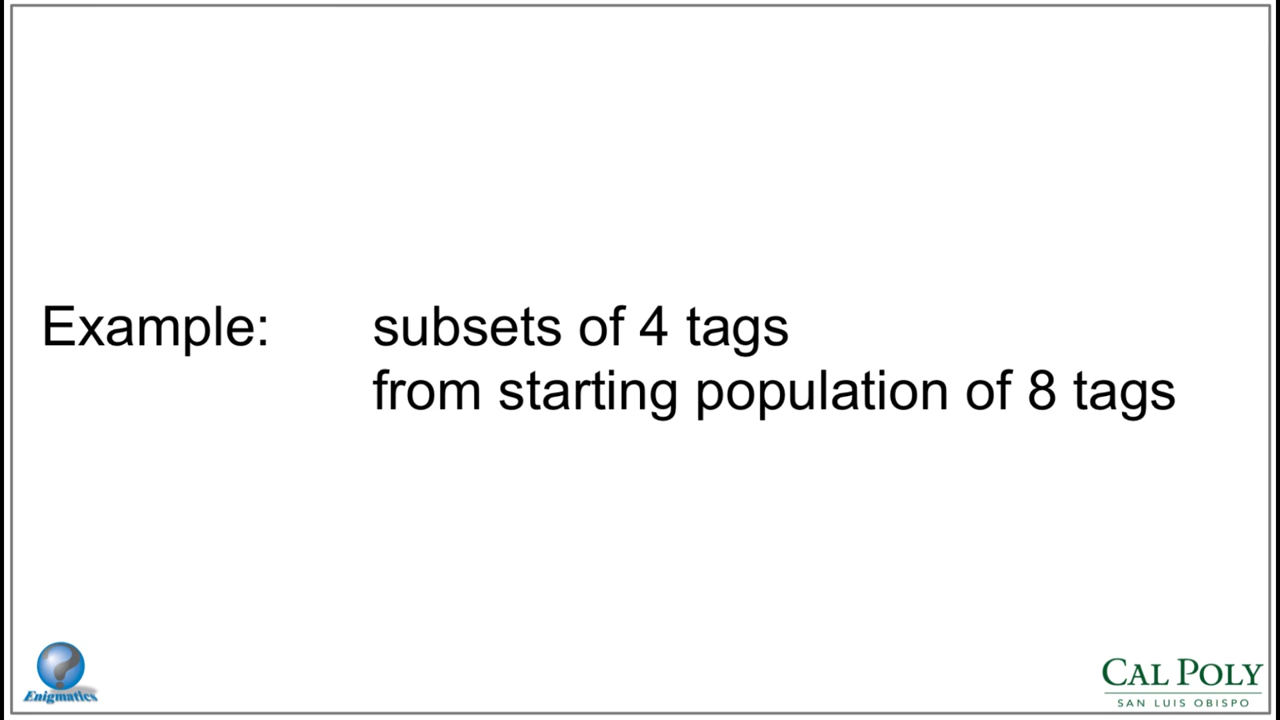 Example: subsets of 4 tags
from starting population of 8 tags
Enigmatics
CAL POLY
SAN LUIS OBISPO